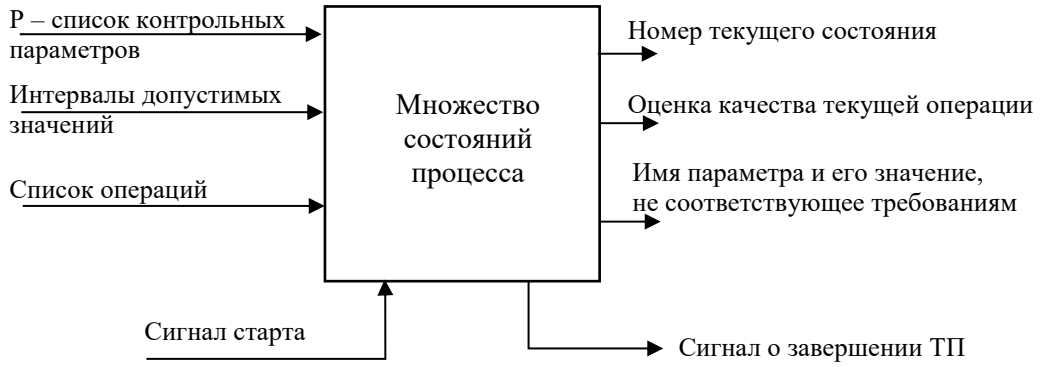 P – список контрольных
параметров
Интервалы допустимых
значений
Список операций
Множество
состояний
процесса
Номер текущего состояния
Оценка качества текущей операции
Имя параметра и его значение,
не соответствующее требованиям
Сигнал старта
Сигнал о завершении ТП